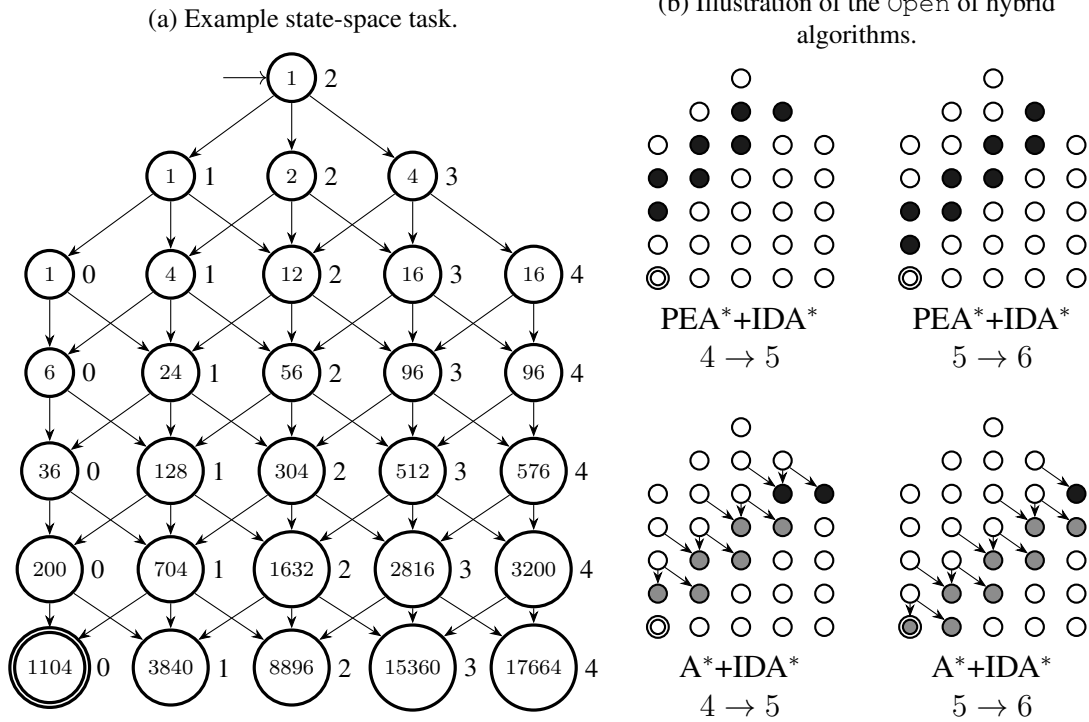 (a) Example state-space task.
(b) Illustration of the Open of hybrid
algorithms.
1 2
1 1 2 2 4 3
1 0 4 1 12 2 16 3 16 4
6 0 24 1 56 2 96 3 96 4
36 0 128 1 304 2 512 3 576 4
200 0 704 1 1632 2 2816 3 3200 4
1104 0 3840 1 8896 2 15360 3 17664 4
PEA*+IDA*
4 → 5
PEA*+IDA*
5 → 6
A*+IDA*
4 → 5
A*+IDA*
5 → 6